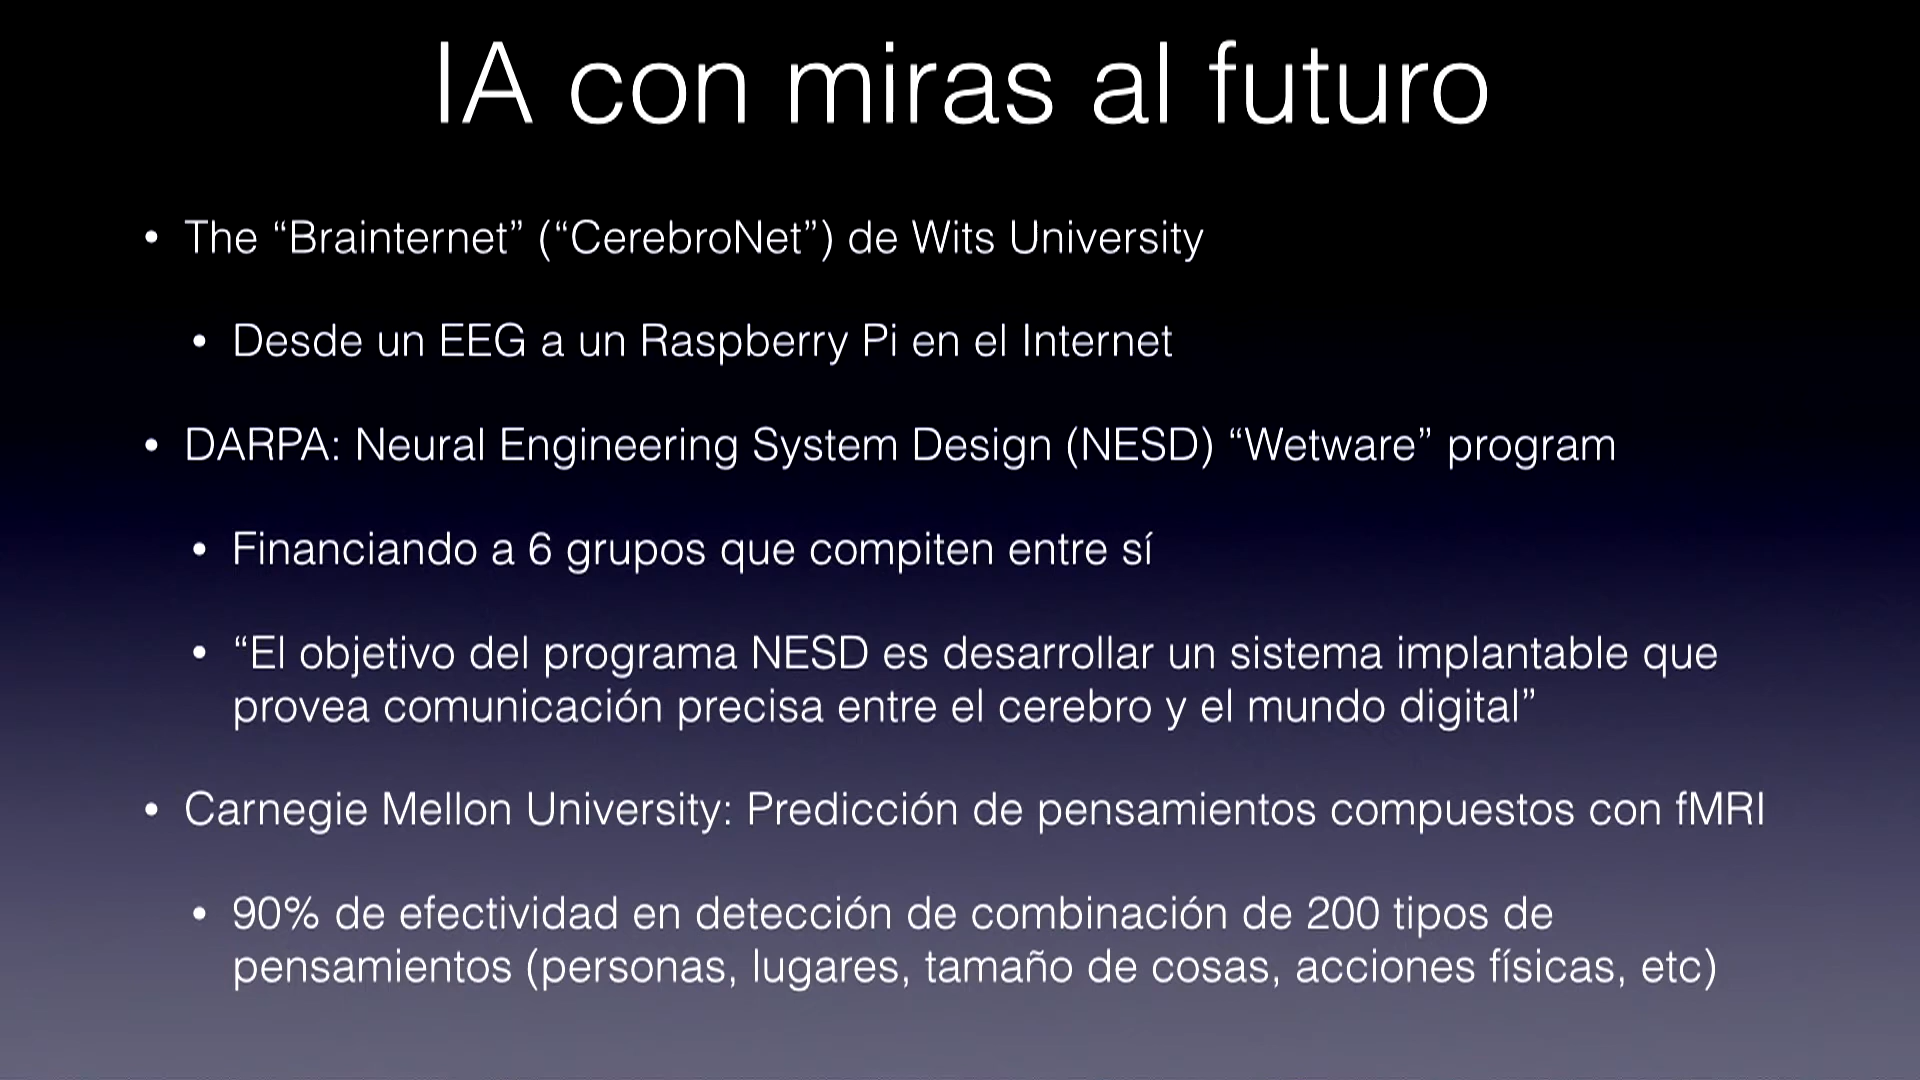 IA con miras al futuro
• The “Brainternet” (“CerebroNet”) de Wits University
• Desde un EEG a un Raspberry Pi en el Internet
• DARPA: Neural Engineering System Design (NESD) “Wetware” program
• Financiando a 6 grupos que compiten entre sí
• “El objetivo del programa NESD es desarrollar un sistema implantable que
provea comunicación precisa entre el cerebro y el mundo digital”
• Carnegie Mellon University: Predicción de pensamientos compuestos con fMRI
• 90% de efectividad en detección de combinación de 200 tipos de
pensamientos (personas, lugares, tamaño de cosas, acciones físicas, etc)